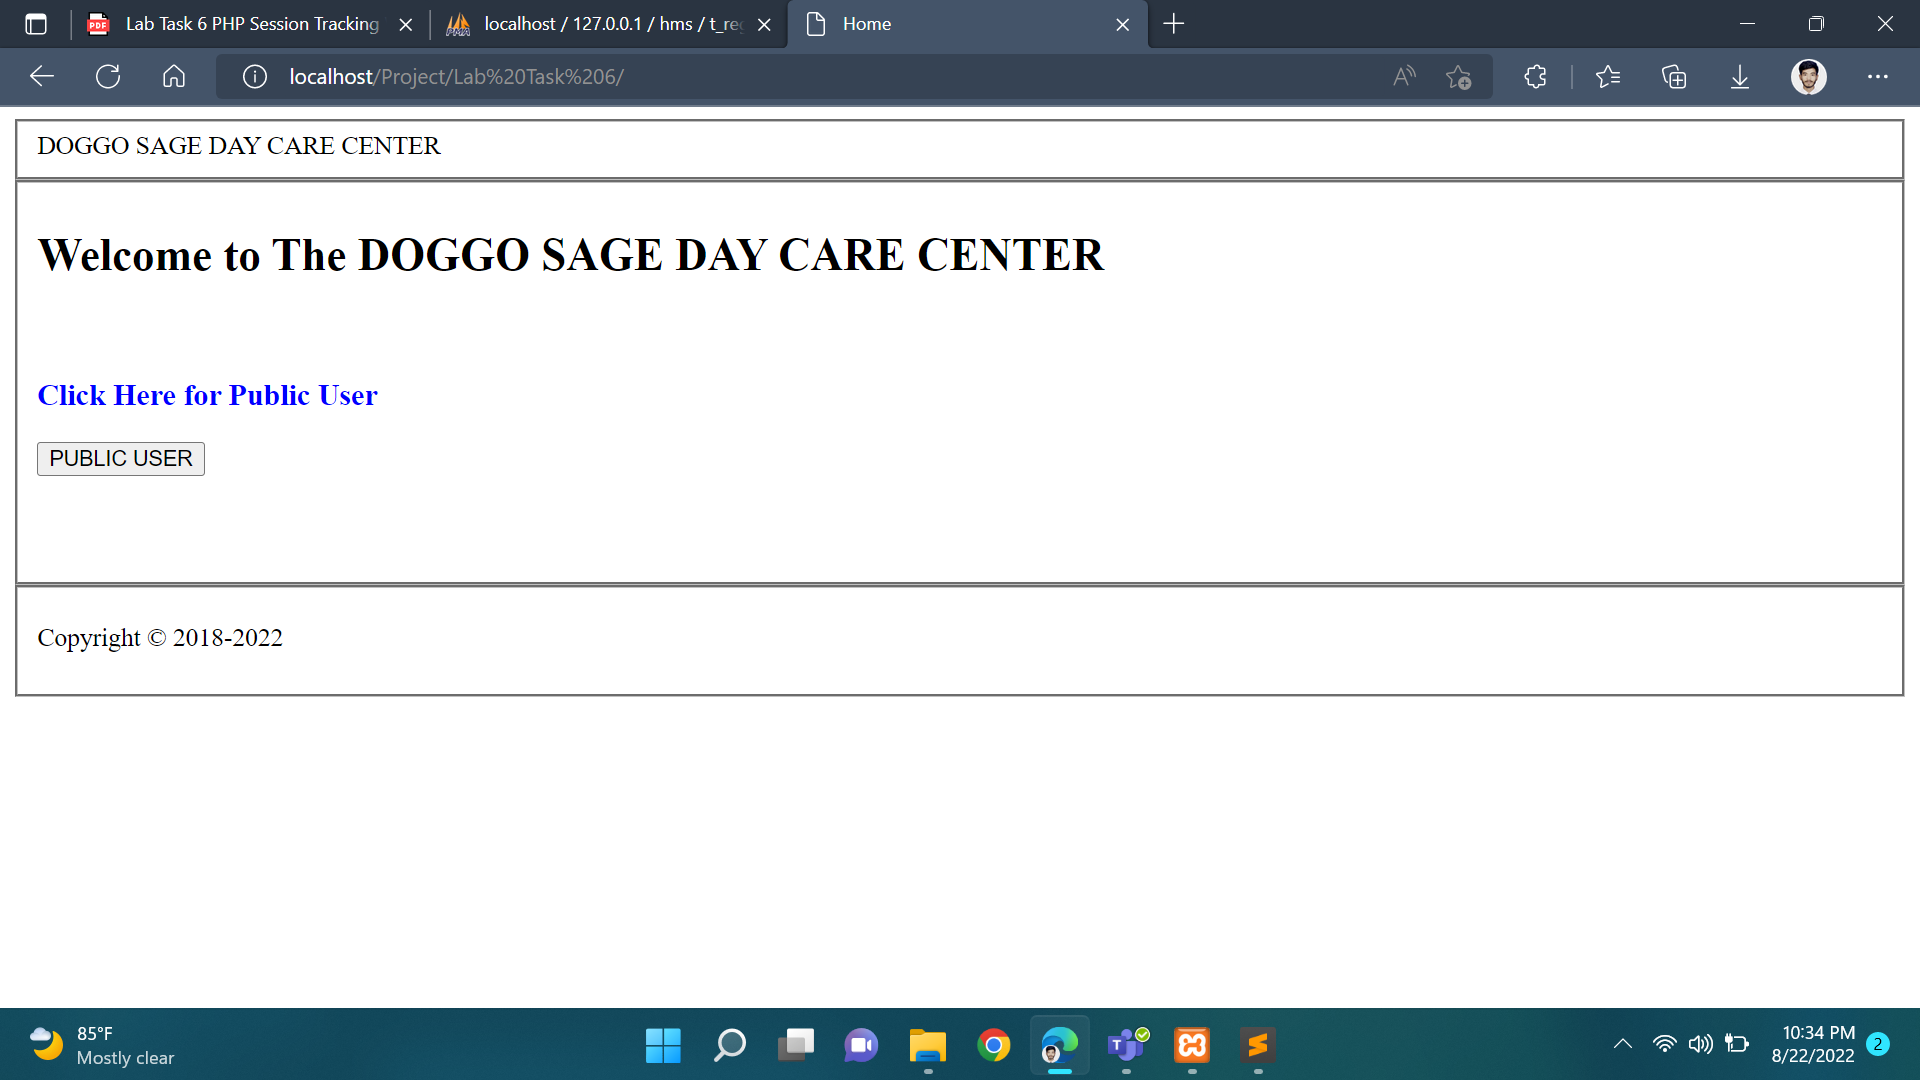 Lab Task 6 PHP Session Tracking
localhost / 127.0.0.1 / hms / t_reg
Home
localhost/Project/Lab%20Task%206/
DOGGO SAGE DAY CARE CENTER
Welcome to The DOGGO SAGE DAY CARE CENTER
Click Here for Public User
PUBLIC USER
Copyright © 2018-2022
85°F
Mostly clear
10:34 PM
8/22/2022
2